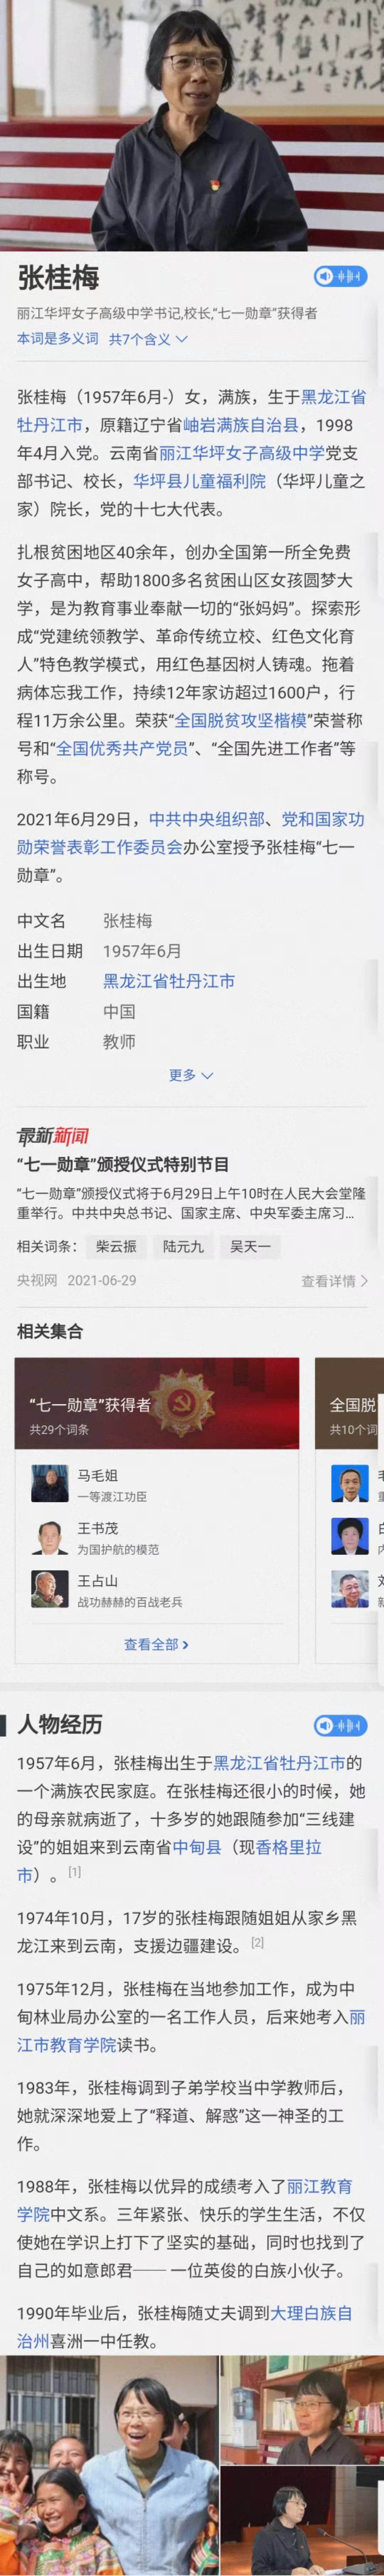 张桂梅
丽江华坪女子高级中学书记,校长,“七一勋章”获得者
本词是多义词 共7个含义
张桂梅（1957年6月-）女，满族，生于黑龙江省
牡丹江市，原籍辽宁省岫岩满族自治县，1998
年4月入党。云南省丽江华坪女子高级中学党支
部书记、校长，华坪县儿童福利院（华坪儿童之
家）院长，党的十七大代表。
扎根贫困地区40余年，创办全国第一所全免费
女子高中，帮助1800多名贫困山区女孩圆梦大
学，是为教育事业奉献一切的“张妈妈”。探索形
成“党建统领教学、革命传统立校、红色文化育
人”特色教学模式，用红色基因树人铸魂。拖着
病体忘我工作，持续12年家访超过1600户，行
程11万余公里。荣获“全国脱贫攻坚楷模”荣誉称
号和“全国优秀共产党员”、“全国先进工作者”等
称号。
2021年6月29日，中共中央组织部、党和国家功
勋荣誉表彰工作委员会办公室授予张桂梅“七一
勋章”。
中文名 张桂梅
出生日期 1957年6月
出生地 黑龙江省牡丹江市
国籍 中国
职业 教师
更多
最新新闻
“七一勋章”颁授仪式特别节目
“七一勋章”颁授仪式将于6月29日上午10时在人民大会堂隆
重举行。中共中央总书记、国家主席、中央军委主席习...
相关词条： 柴云振 陆元九 吴天一
央视网 2021-06-29 查看详情
相关集合
“七一勋章”获得者 全国脱
共29个词条 共10个词
马毛姐
一等渡江功臣
王书茂
为国护航的模范
王占山
战功赫赫的百战老兵
查看全部
人物经历
1957年6月，张桂梅出生于黑龙江省牡丹江市的
一个满族农民家庭。在张桂梅还很小的时候，她
的母亲就病逝了，十多岁的她跟随参加“三线建
设”的姐姐来到云南省中甸县（现香格里拉
市）。[1]
1974年10月，17岁的张桂梅跟随姐姐从家乡黑
龙江来到云南，支援边疆建设。[2]
1975年12月，张桂梅在当地参加工作，成为中
甸林业局办公室的一名工作人员，后来她考入丽
江市教育学院读书。
1983年，张桂梅调到子弟学校当中学教师后，
她就深深地爱上了“释道、解惑”这一神圣的工
作。
1988年，张桂梅以优异的成绩考入了丽江教育
学院中文系。三年紧张、快乐的学生生活，不仅
使她在学识上打下了坚实的基础，同时也找到了
自己的如意郎君——一位英俊的白族小伙子。
1990年毕业后，张桂梅随丈夫调到大理白族自
治州喜洲一中任教。